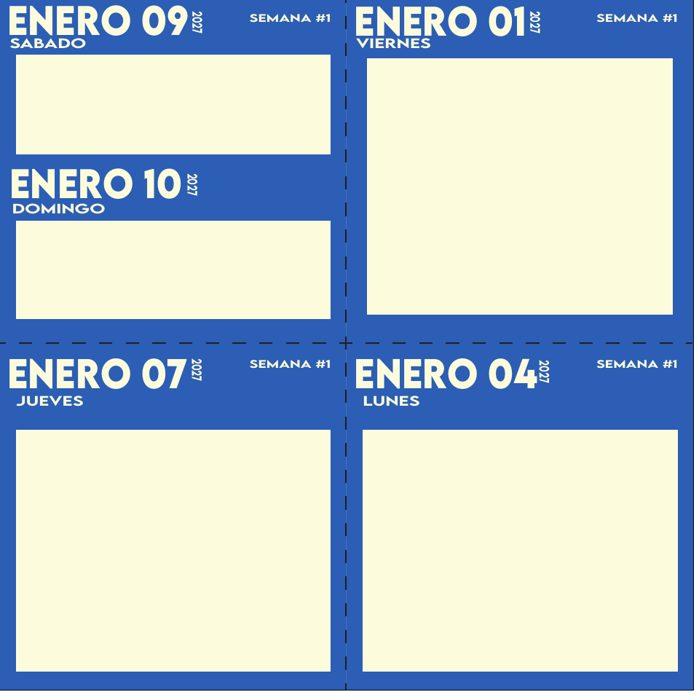 ENERO 09 2027 SEMANA #1
SABADO
ENERO 10 2027
DOMINGO
ENERO 01 2027 SEMANA #1
VIERNES
ENERO 07 2027 SEMANA #1
JUEVES
ENERO 04 2027 SEMANA #1
LUNES